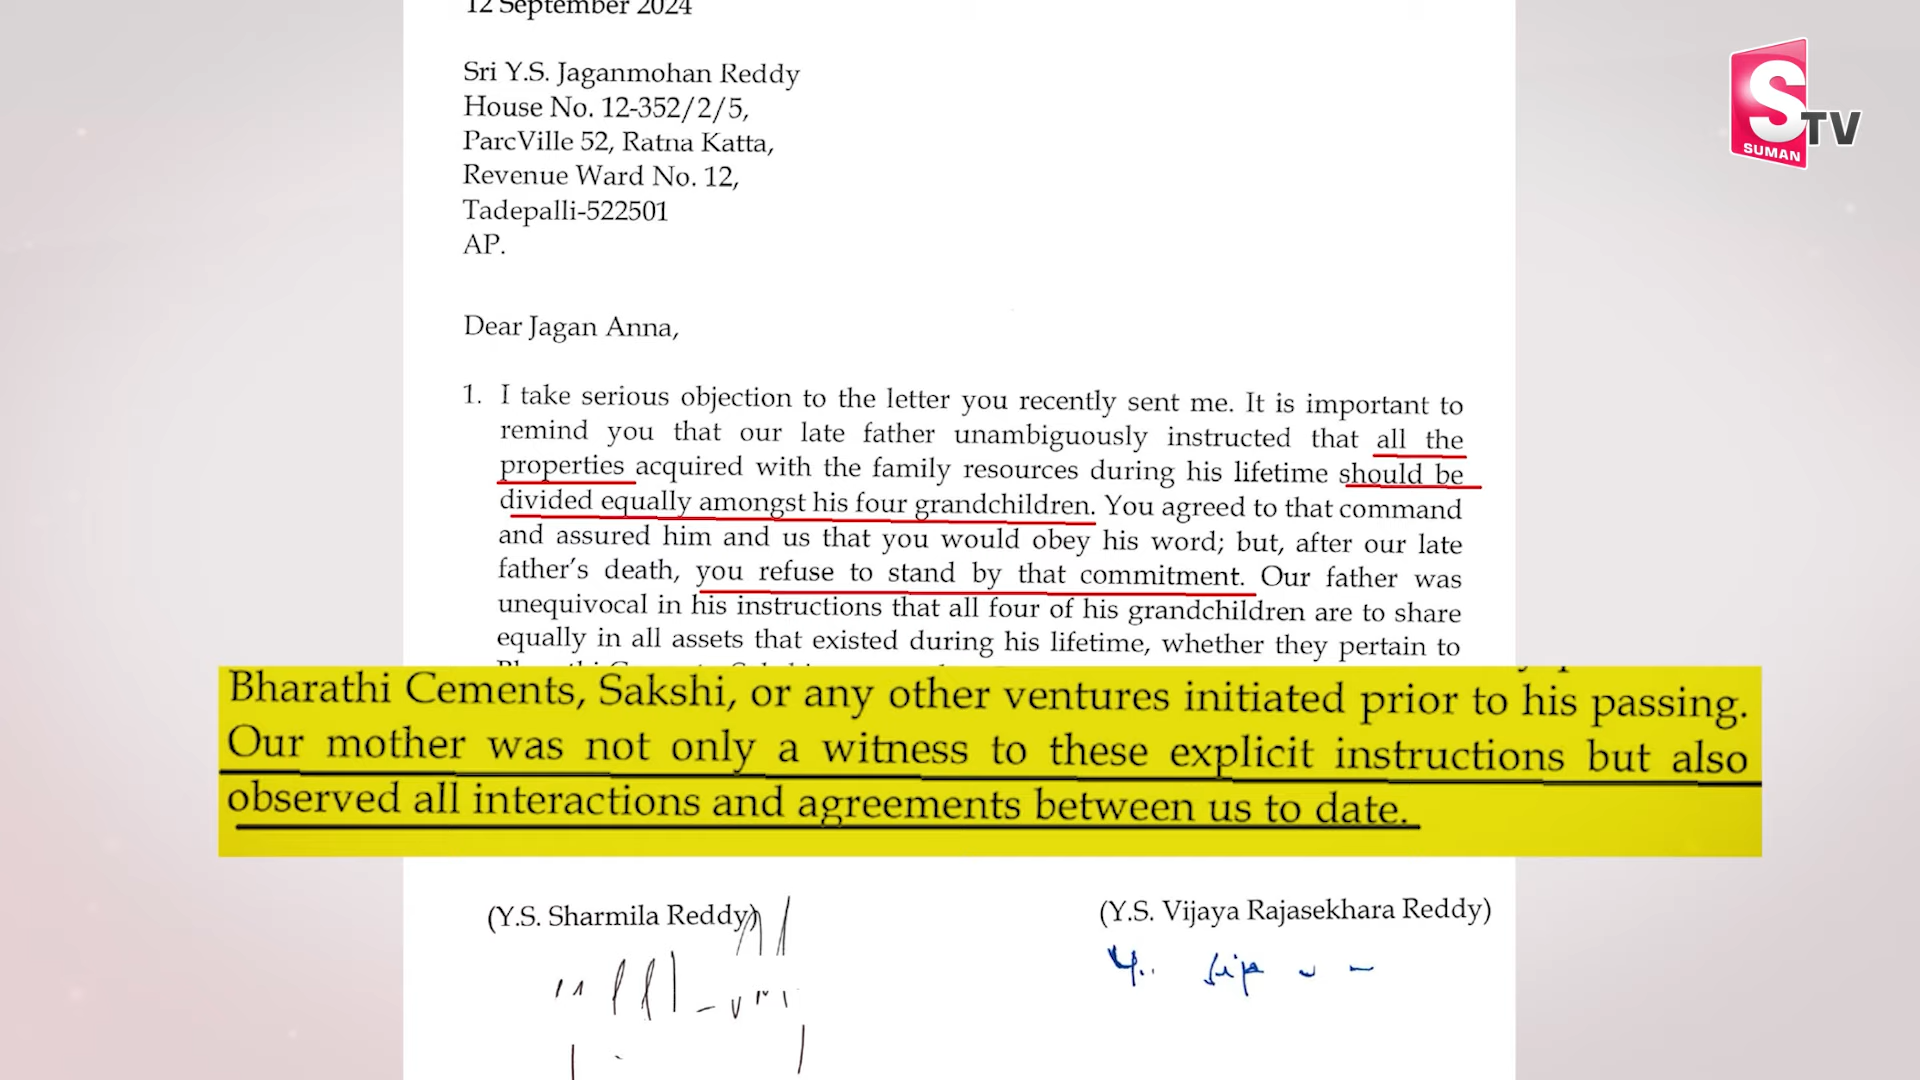 12 September 2024
S
TV
SUMAN
Sri Y.S. Jaganmohan Reddy
House No. 12-352/2/5,
ParcVille 52, Ratna Katta,
Revenue Ward No. 12,
Tadepalli-522501
AP.
Dear Jagan Anna,
1. I take serious objection to the letter you recently sent me. It is important to
remind you that our late father unambiguously instructed that all the
properties acquired with the family resources during his lifetime should be
divided equally amongst his four grandchildren. You agreed to that command
and assured him and us that you would obey his word; but, after our late
father's death, you refuse to stand by that commitment. Our father was
unequivocal in his instructions that all four of his grandchildren are to share
equally in all assets that existed during his lifetime, whether they pertain to
Bharathi Cements, Sakshi, or any other ventures initiated prior to his passing.
Our mother was not only a witness to these explicit instructions but also
observed all interactions and agreements between us to date.
(Y.S. Sharmila Reddy)
(Y.S. Vijaya Rajasekhara Reddy)